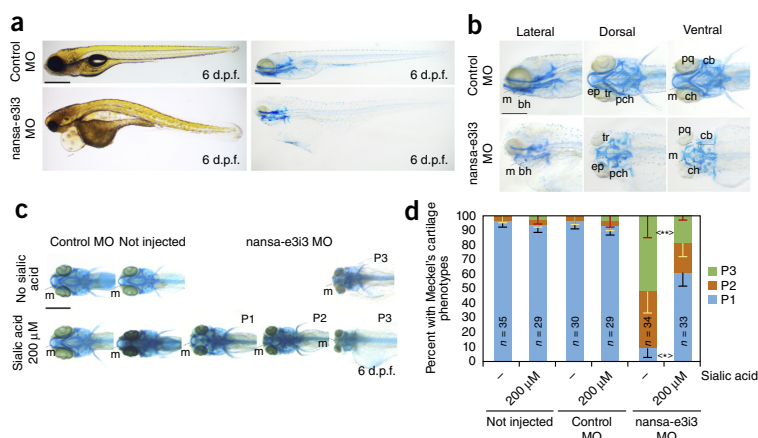 a
Control
MO
6 d.p.f.
6 d.p.f.
nansa-e3i3
MO
6 d.p.f.
6 d.p.f.
b
Lateral
Dorsal
Ventral
Control
MO
m
bh
ep
tr
pch
pq
cb
m
ch
nansa-e3i3
MO
m bh
tr
ep
pch
pq
cb
m
ch
c
Control MO
Not injected
nansa-e3i3 MO
No sialic
acid
m
m
P3
m
Sialic acid
200 μM
m
m
P1
m
P2
m
P3
m
6 d.p.f.
d
Percent with Meckel's cartilage
phenotypes
100
90
80
70
60
50
40
30
20
10
0
n = 35
n = 29
n = 30
n = 29
n = 34
n = 33
<**>
<*>
P3
P2
P1
–
200 μM
–
200 μM
–
200 μM
Sialic acid
Not injected
Control
MO
nansa-e3i3
MO